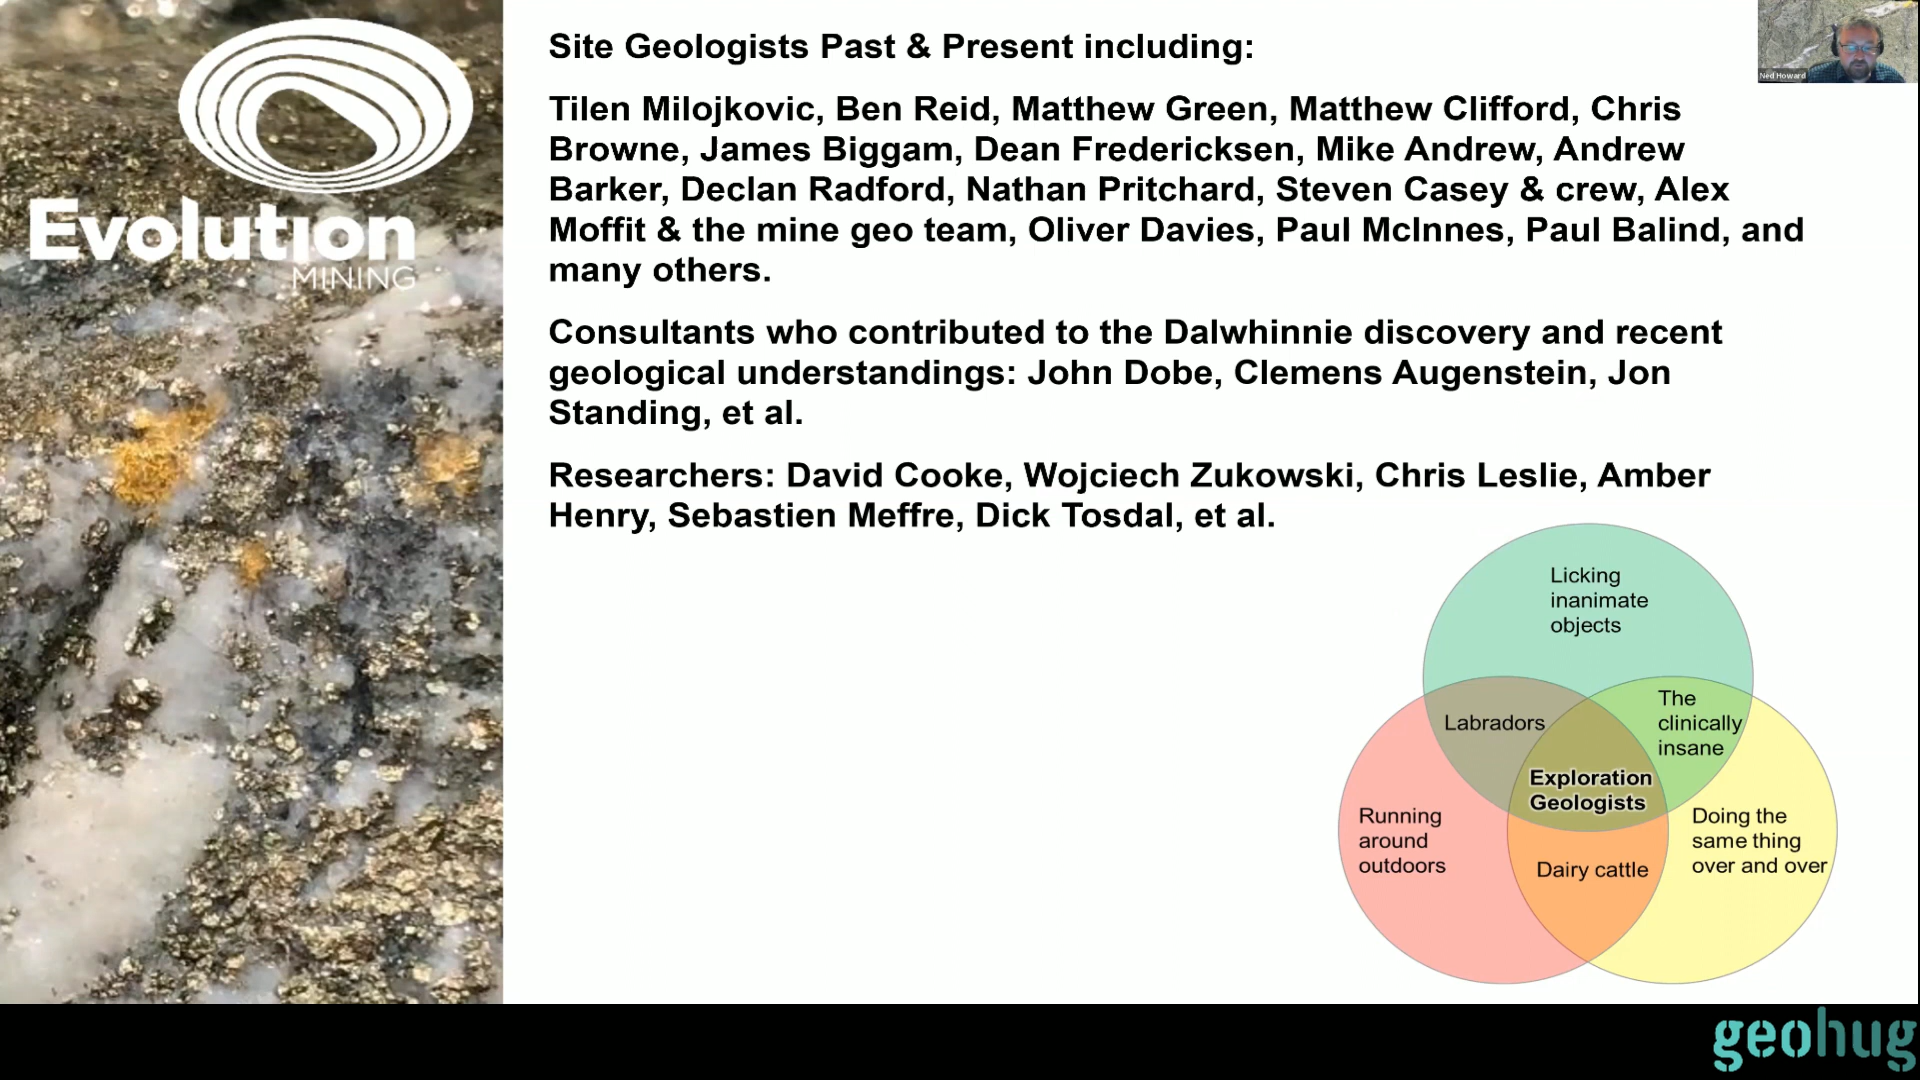 Evolution
MINING
Site Geologists Past & Present including:
Tilen Milojkovic, Ben Reid, Matthew Green, Matthew Clifford, Chris
Browne, James Biggam, Dean Fredericksen, Mike Andrew, Andrew
Barker, Declan Radford, Nathan Pritchard, Steven Casey & crew, Alex
Moffit & the mine geo team, Oliver Davies, Paul McInnes, Paul Balind, and
many others.
Consultants who contributed to the Dalwhinnie discovery and recent
geological understandings: John Dobe, Clemens Augenstein, Jon
Standing, et al.
Researchers: David Cooke, Wojciech Zukowski, Chris Leslie, Amber
Henry, Sebastien Meffre, Dick Tosdal, et al.
Ned Howard
Licking
inanimate
objects
Labradors
The
clinically
insane
Exploration
Geologists
Running
around
outdoors
Dairy cattle
Doing the
same thing
over and over
geohug